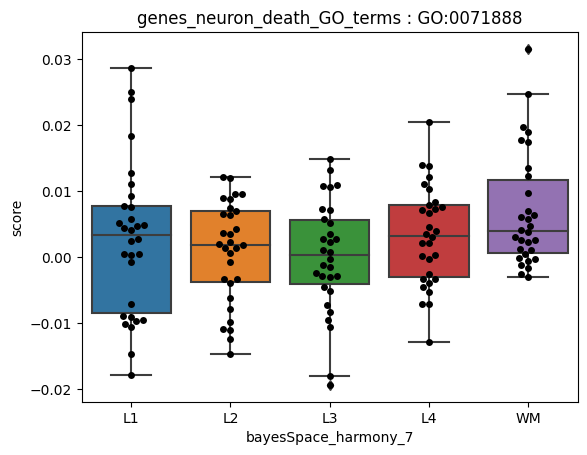 genes_neuron_death_GO_terms : GO:0071888
score
0.03
0.02
0.01
0.00
−0.01
−0.02
L1 L2 L3 L4 WM
bayesSpace_harmony_7